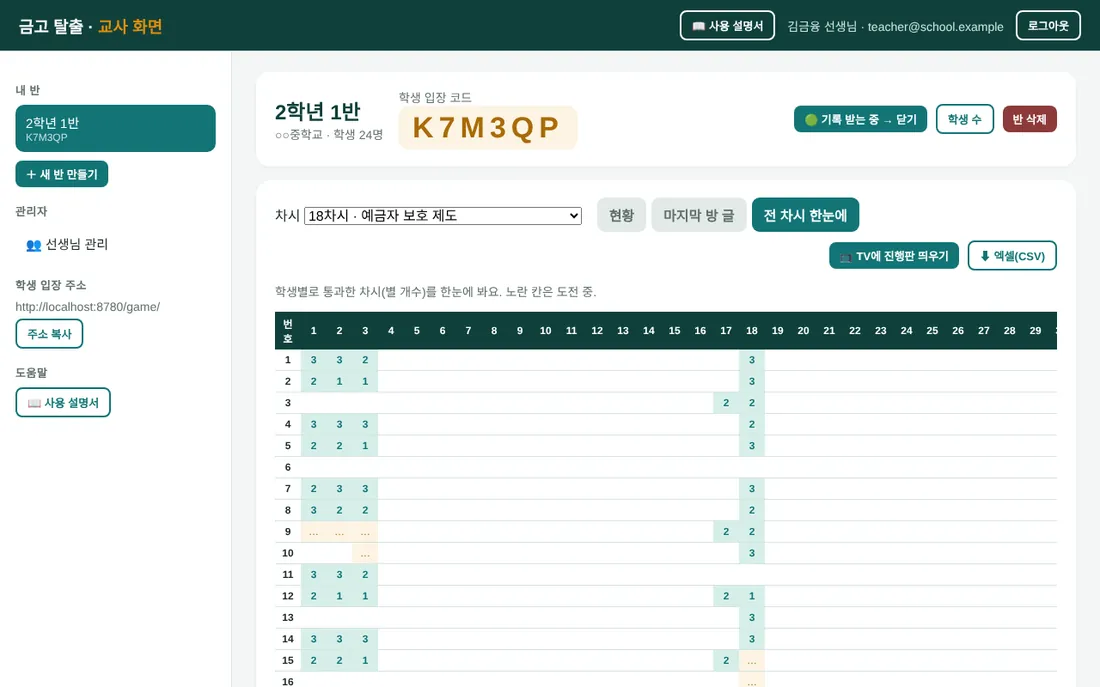 금고 탈출 · 교사 화면
📖 사용 설명서
김금융 선생님 · teacher@school.example
로그아웃
내 반
2학년 1반
K7M3QP
+ 새 반 만들기
관리자
👥 선생님 관리
학생 입장 주소
http://localhost:8780/game/
주소 복사
도움말
📖 사용 설명서
2학년 1반
○○중학교 · 학생 24명
학생 입장 코드
K7M3QP
🟢 기록 받는 중 → 닫기
학생 수
반 삭제
차시
18차시 · 예금자 보호 제도
현황
마지막 방 글
전 차시 한눈에
📺 TV에 진행판 띄우기
⬇ 엑셀(CSV)
학생별로 통과한 차시(별 개수)를 한눈에 봐요. 노란 칸은 도전 중.
번호 1 2 3 4 5 6 7 8 9 10 11 12 13 14 15 16 17 18 19 20 21 22 23 24 25 26 27 28 29
1 3 3 2 3
2 2 1 1 3
3 2 2
4 3 3 3 2
5 2 2 1 3
6
7 2 3 3 3
8 3 2 2 2
9 ... ... ... 2 2
10 ... 3
11 3 3 2
12 2 1 1 2 1
13 3
14 3 3 3 3
15 2 2 1 2 ...
16 ...